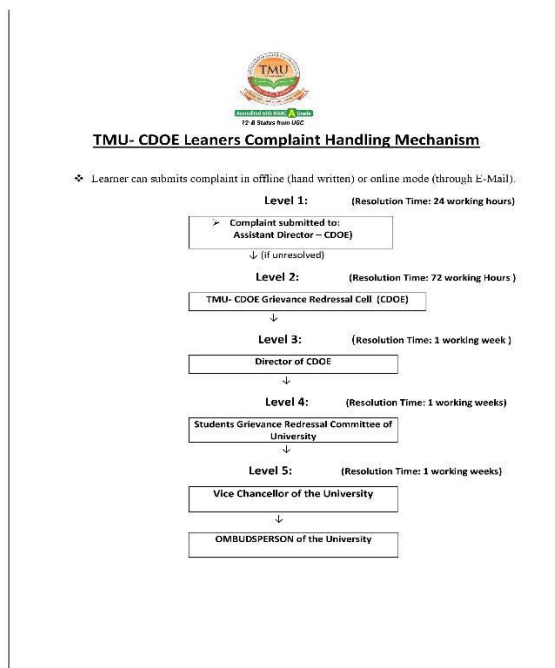 TMU
Accredited with NAAC A Grade
12-B Status from UGC
TMU- CDOE Leaners Complaint Handling Mechanism
❖ Learner can submits complaint in offline (hand written) or online mode (through E-Mail).
Level 1: (Resolution Time: 24 working hours)
➢ Complaint submitted to:
Assistant Director – CDOE)
↓ (if unresolved)
Level 2: (Resolution Time: 72 working Hours )
TMU- CDOE Grievance Redressal Cell (CDOE)
↓
Level 3: (Resolution Time: 1 working week )
Director of CDOE
↓
Level 4: (Resolution Time: 1 working weeks)
Students Grievance Redressal Committee of
University
↓
Level 5: (Resolution Time: 1 working weeks)
Vice Chancellor of the University
↓
OMBUDSPERSON of the University